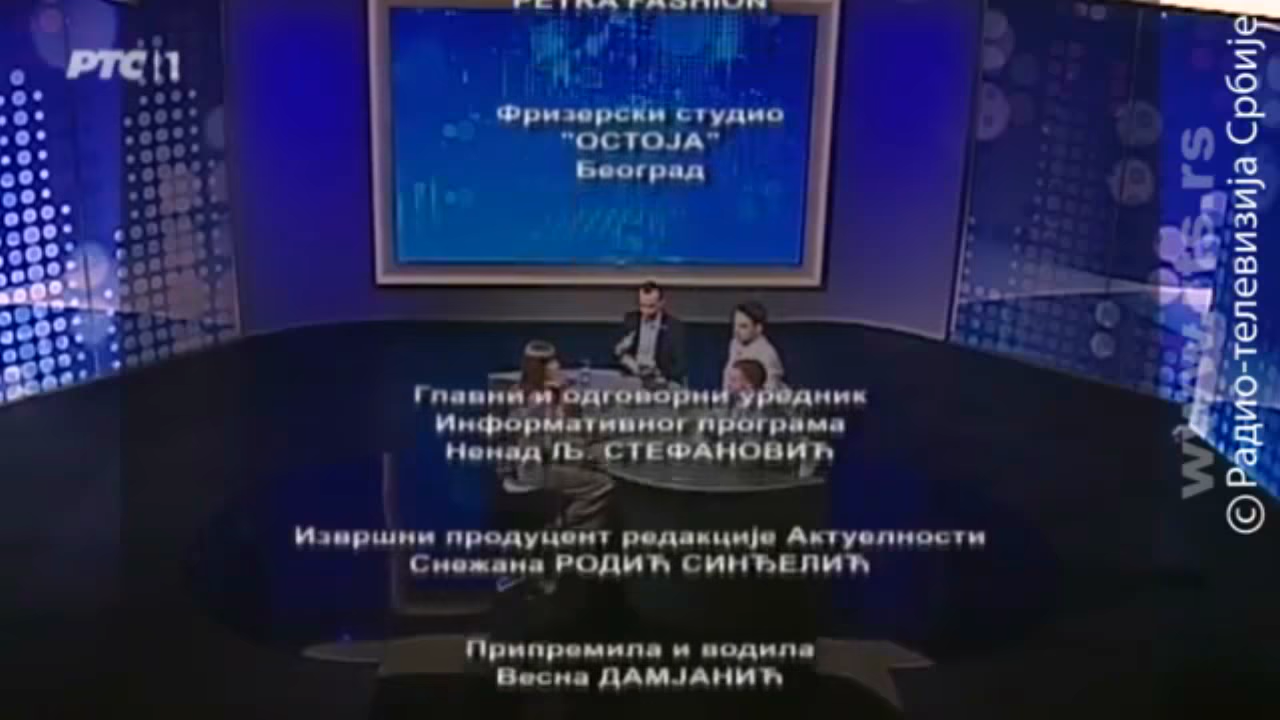 PETRA FASHION
РТС 1
Фризерски студио
"ОСТОЈА"
Београд
Главни и одговорни уредник
Информативног програма
Ненад Љ. СТЕФАНОВИЋ
Извршни продуцент редакције Актуелности
Снежана РОДИЋ СИНЂЕЛИЋ
Припремила и водила
Весна ДАМЈАНИЋ
©Радио-телевизија Србије